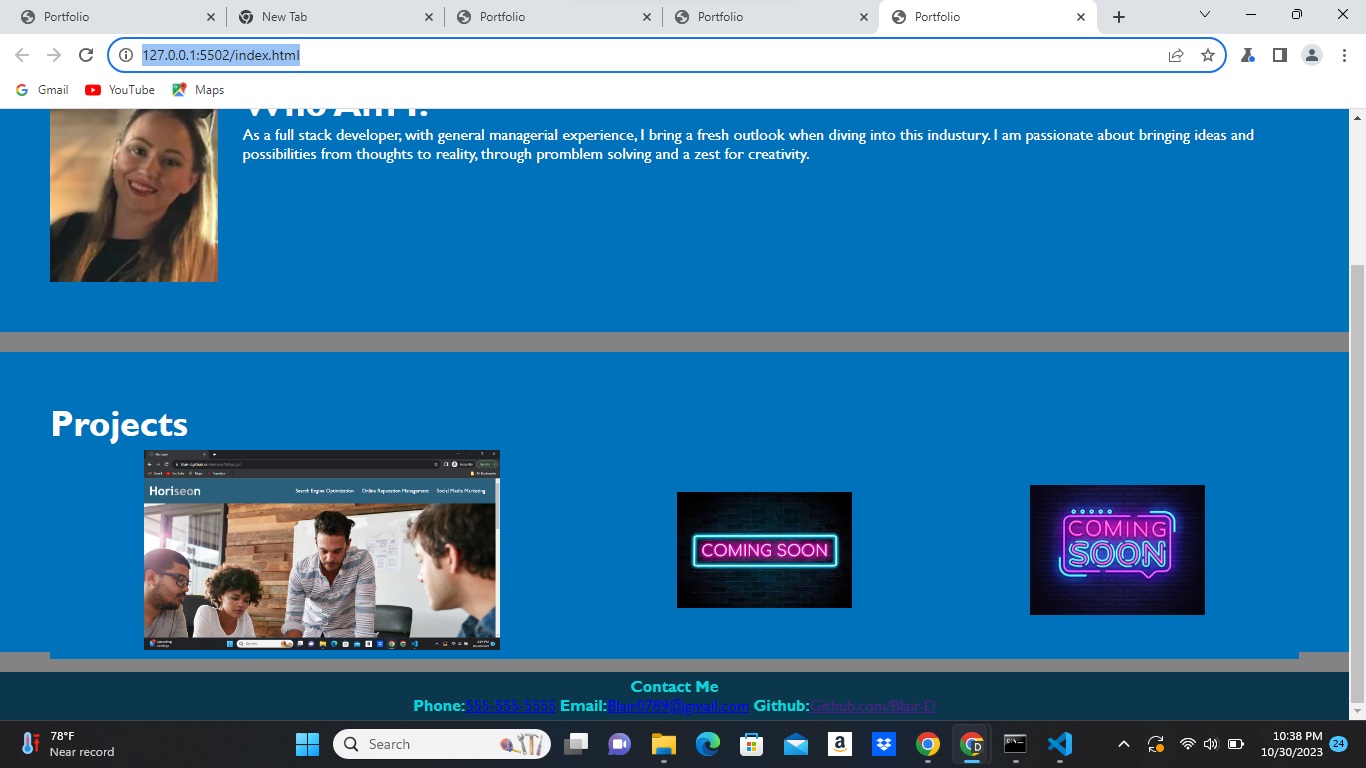 Portfolio
New Tab
Portfolio
Portfolio
Portfolio
127.0.0.1:5502/index.html
Gmail
YouTube
Maps
Who Am I?
As a full stack developer, with general managerial experience, I bring a fresh outlook when diving into this industury. I am passionate about bringing ideas and
possibilities from thoughts to reality, through promblem solving and a zest for creativity.
Projects
Horiseon
Search Engine Optimization Online Reputation Management Social Media Marketing
COMING SOON
COMING
SOON
Contact Me
Phone:555-555-5555 Email:Blair0789@gmail.com Github:Github.com/Blair-D
78°F
Near record
Search
a
D
10:38 PM
10/30/2023
24